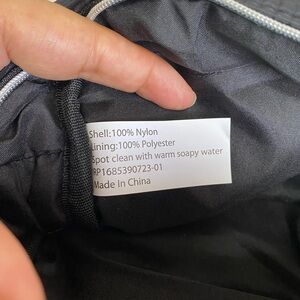 Shell:100% Nylon
Lining:100% Polyester
Spot clean with warm soapy water
RP1685390723-01
Made in China